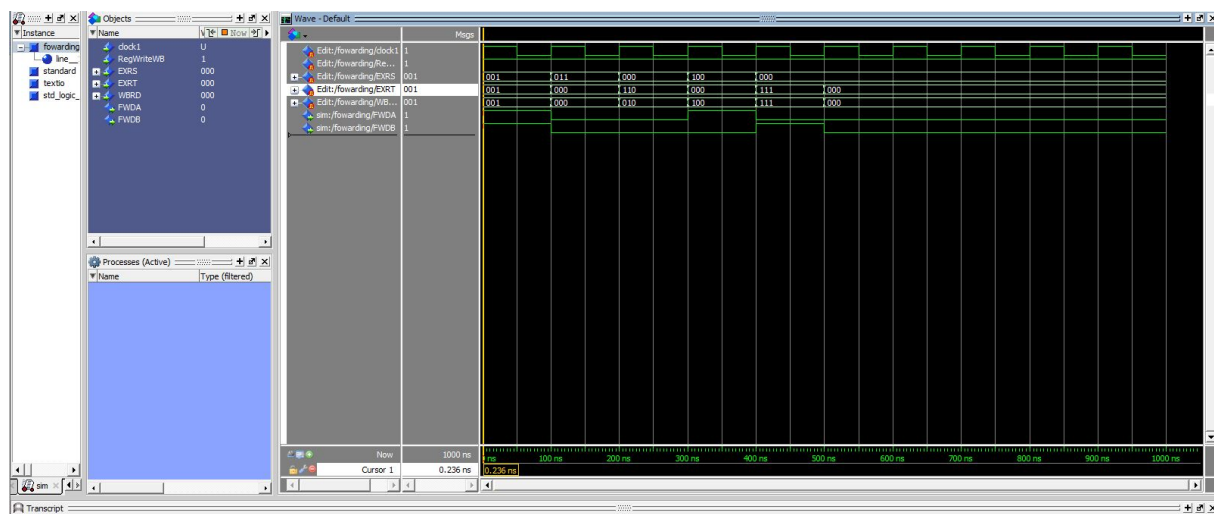 Instance
fowarding
line__
standard
textio
std_logic_
sim
Objects
Name
Now
clock1 U
RegWriteWB 1
EXRS 000
EXRT 000
WBRD 000
FWDA 0
FWDB 0
Processes (Active)
Name Type (filtered)
Wave - Default
Msgs
Edit:/fowarding/clock1 1
Edit:/fowarding/Re... 1
Edit:/fowarding/EXRS 001 001 011 000 100 000
Edit:/fowarding/EXRT 001 001 000 110 000 111 000
Edit:/fowarding/WB... 001 001 000 010 100 111 000
sim:/fowarding/FWDA 1
sim:/fowarding/FWDB 1
Now 1000 ns ns 100 ns 200 ns 300 ns 400 ns 500 ns 600 ns 700 ns 800 ns 900 ns 1000 ns
Cursor 1 0.236 ns 0.236 ns
Transcript